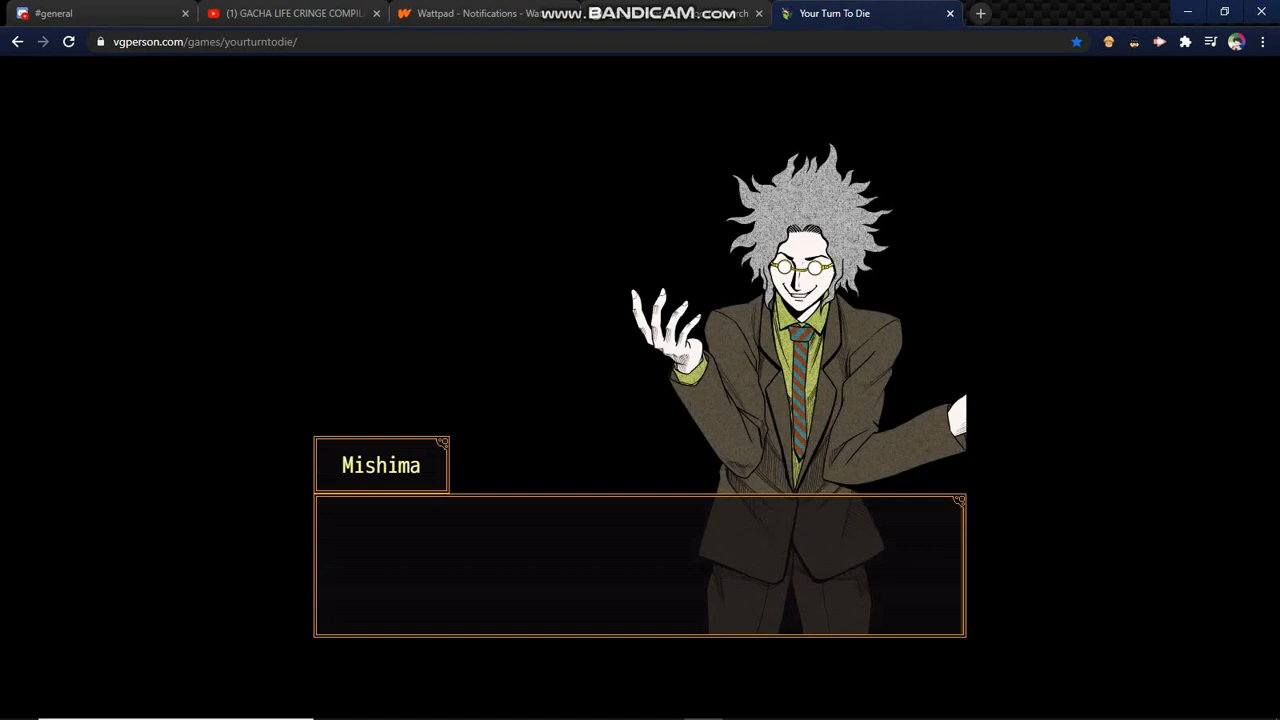 #general
(1) GACHA LIFE CRINGE COMPIL
Wattpad - Notifications - Wa
www.BANDICAM.com
Your Turn To Die
vgperson.com/games/yourturntodie/
Mishima